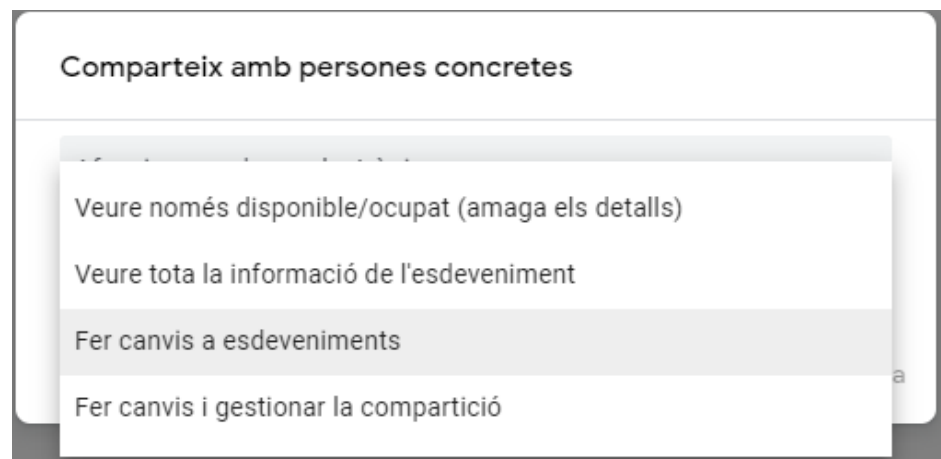 Comparteix amb persones concretes
Veure només disponible/ocupat (amaga els detalls)
Veure tota la informació de l'esdeveniment
Fer canvis a esdeveniments
a
Fer canvis i gestionar la compartició